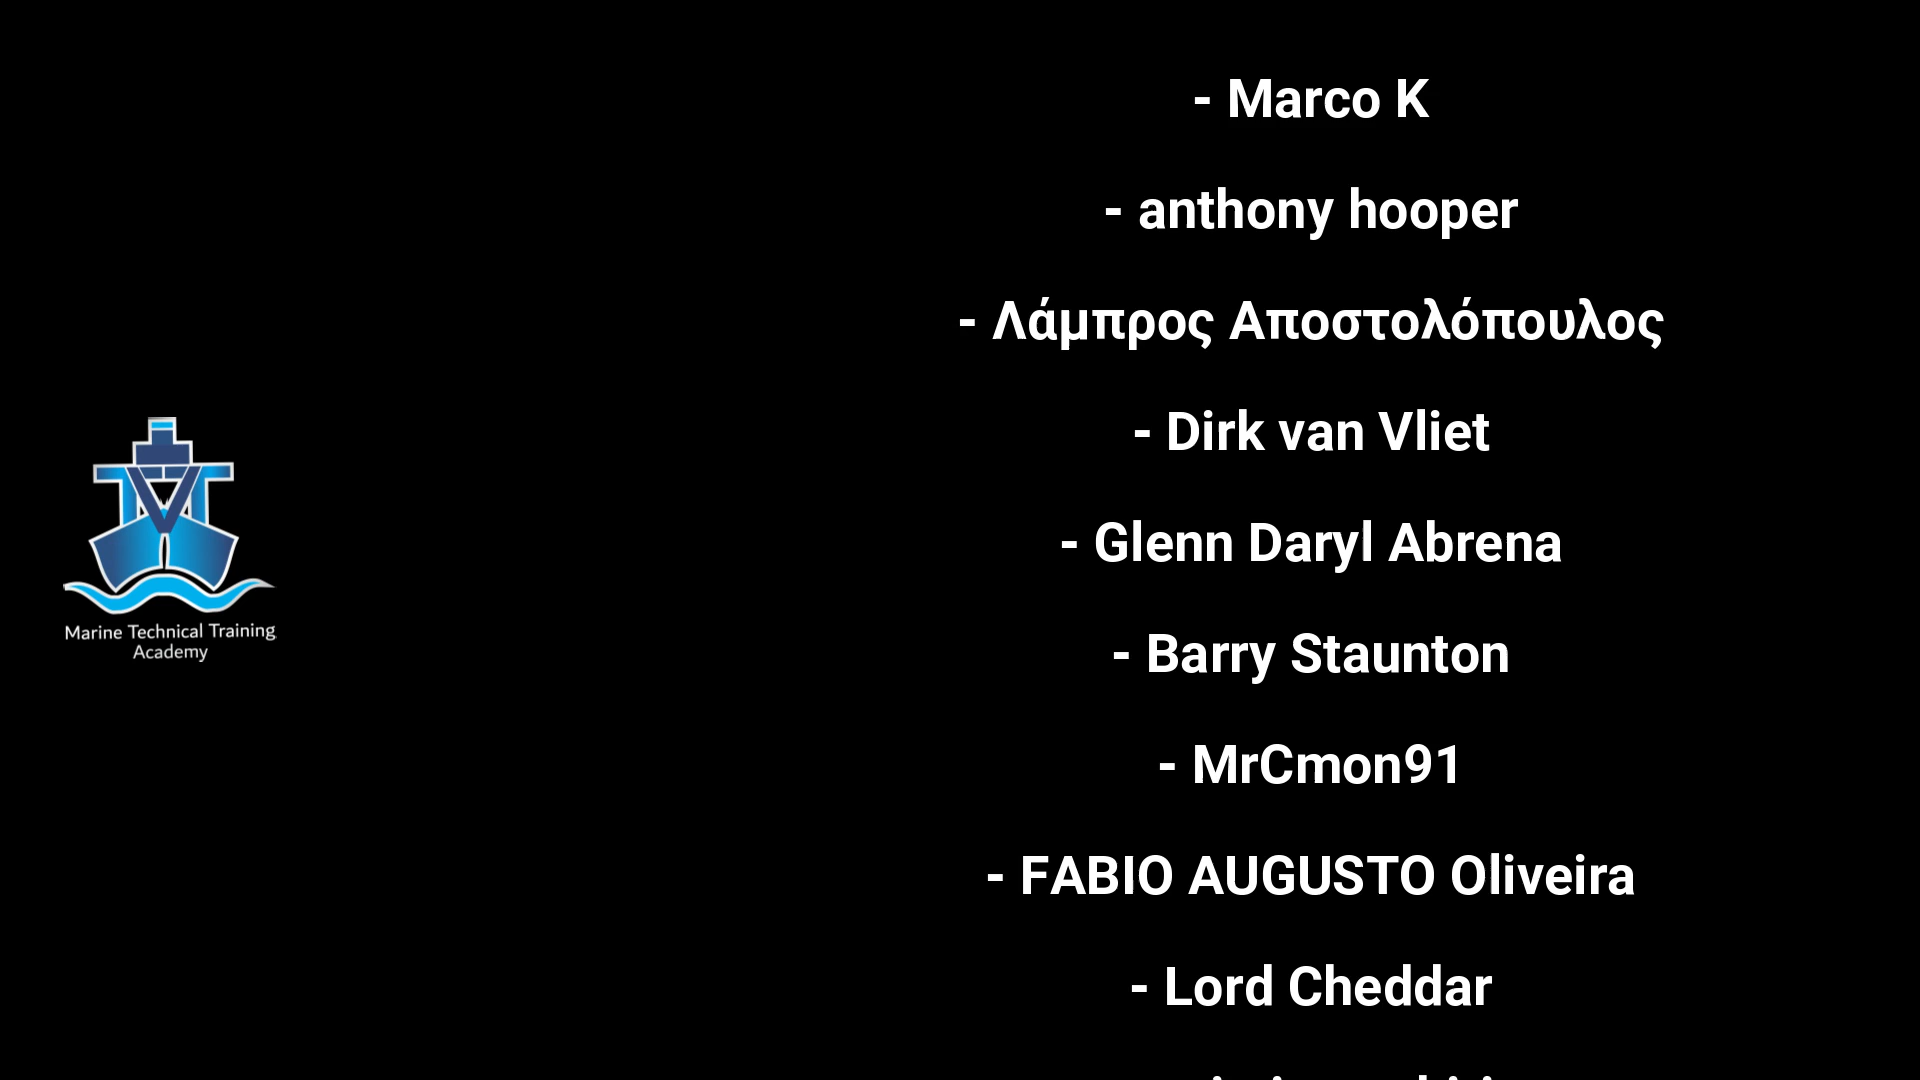 - Marco K
- anthony hooper
- Λάμπρος Αποστολόπουλος
- Dirk van Vliet
- Glenn Daryl Abrena
- Barry Staunton
- MrCmon91
- FABIO AUGUSTO Oliveira
- Lord Cheddar
Marine Technical Training
Academy